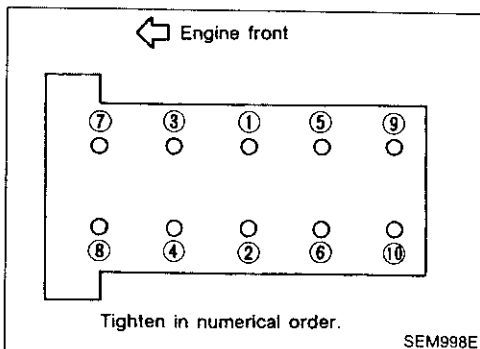 Engine front
⑦ ③ ① ⑤ ⑨
⑧ ④ ② ⑥ ⑩
Tighten in numerical order.
SEM998E